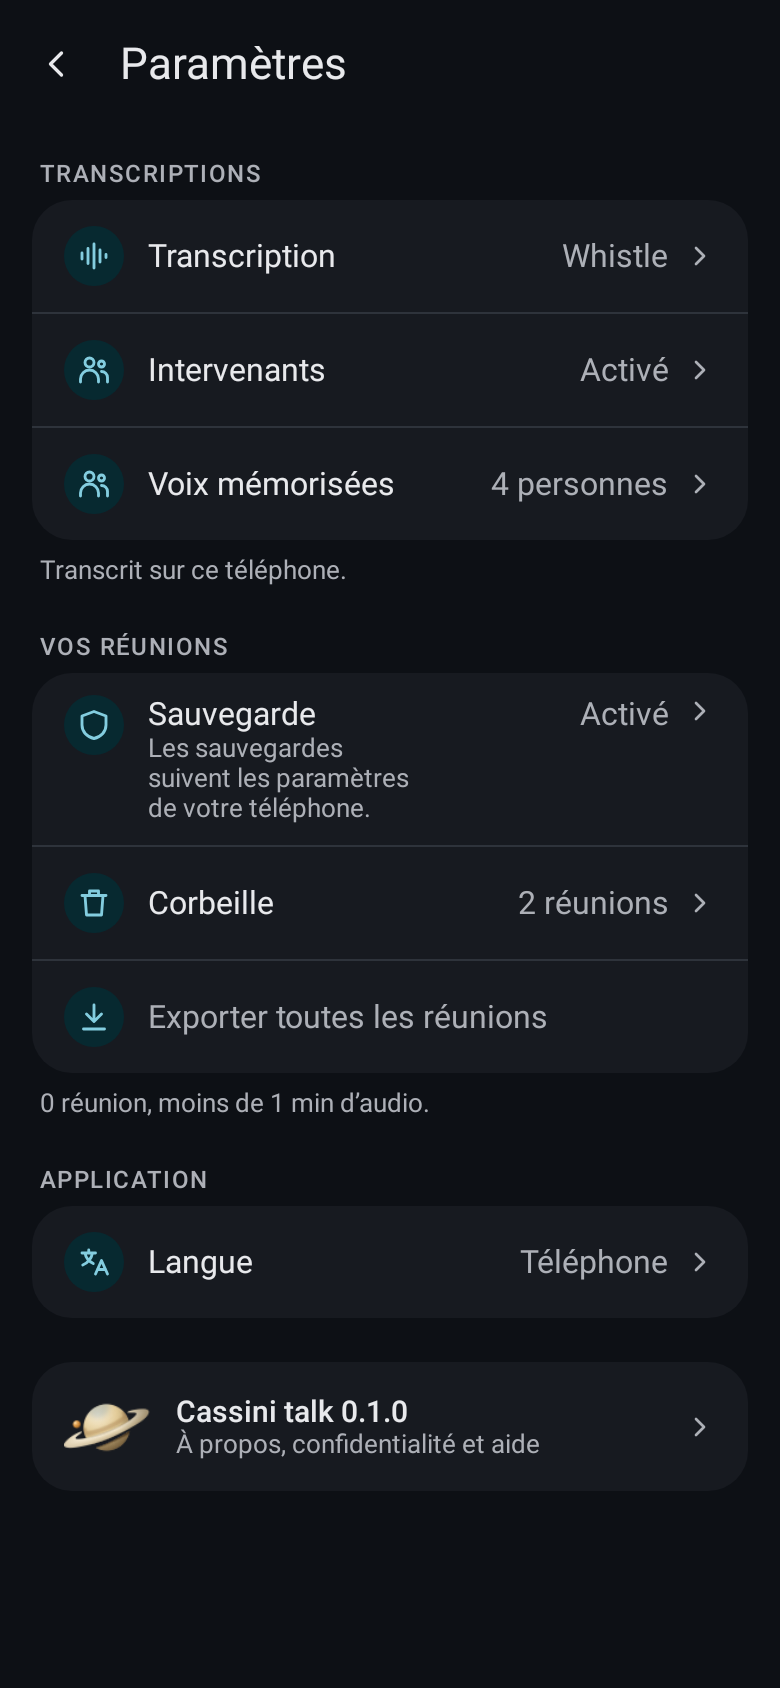 Paramètres
TRANSCRIPTIONS
Transcription Whistle
Intervenants Activé
Voix mémorisées 4 personnes
Transcrit sur ce téléphone.
VOS RÉUNIONS
Sauvegarde Activé
Les sauvegardes
suivent les paramètres
de votre téléphone.
Corbeille 2 réunions
Exporter toutes les réunions
0 réunion, moins de 1 min d’audio.
APPLICATION
Langue Téléphone
Cassini talk 0.1.0
À propos, confidentialité et aide